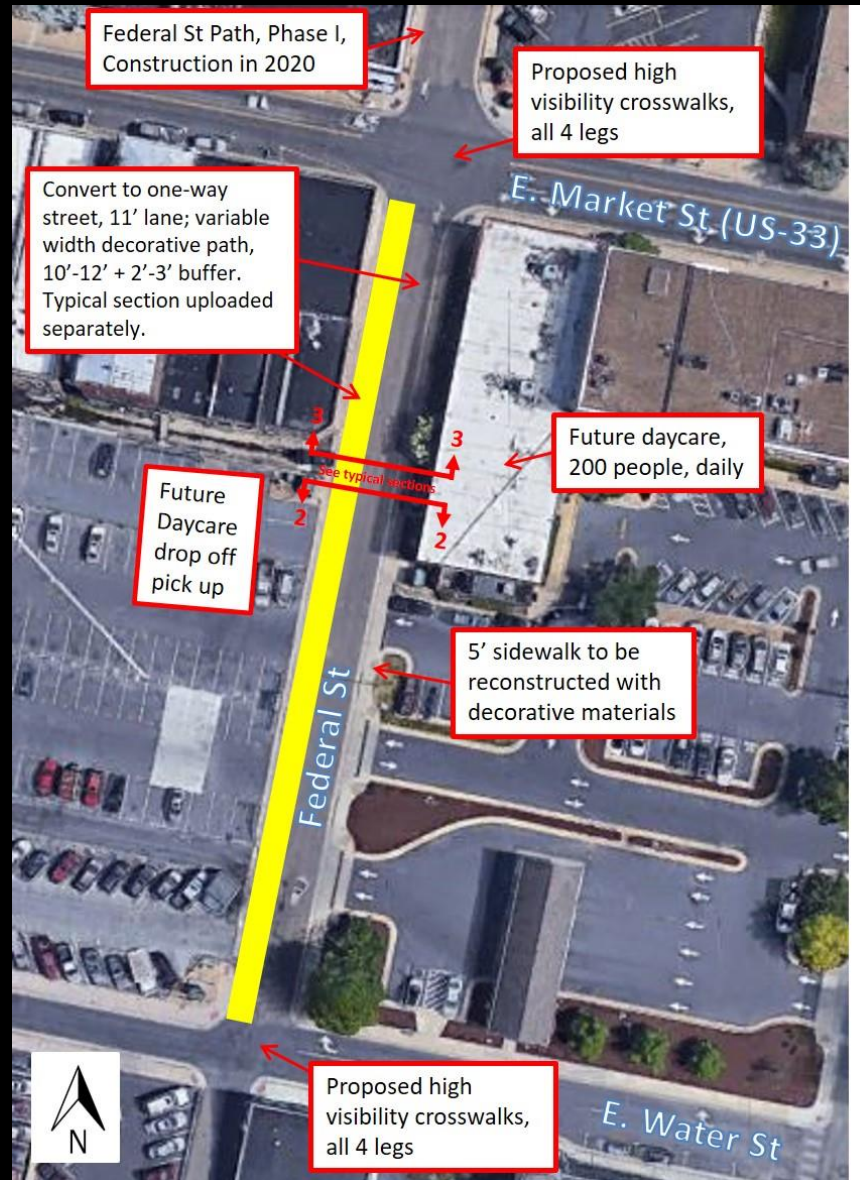 Federal St Path, Phase I,
Construction in 2020
Proposed high
visibility crosswalks,
all 4 legs
E. Market St (US-33)
Convert to one-way
street, 11' lane; variable
width decorative path,
10'-12' + 2'-3' buffer.
Typical section uploaded
separately.
3
3
See typical sections
2
2
Future daycare,
200 people, daily
Future
Daycare
drop off
pick up
5' sidewalk to be
reconstructed with
decorative materials
Federal St
Proposed high
visibility crosswalks,
all 4 legs
E. Water St
N